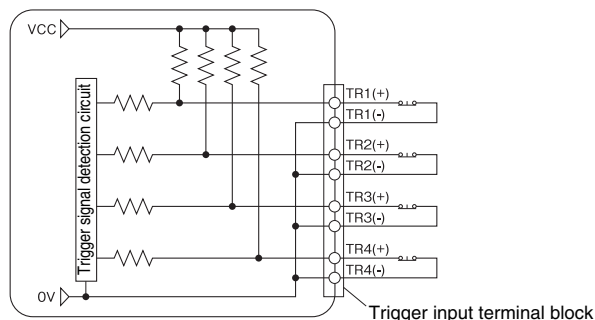 VCC
Trigger signal detection circuit
TR1(+)
TR1(-)
TR2(+)
TR2(-)
TR3(+)
TR3(-)
TR4(+)
TR4(-)
0V
Trigger input terminal block